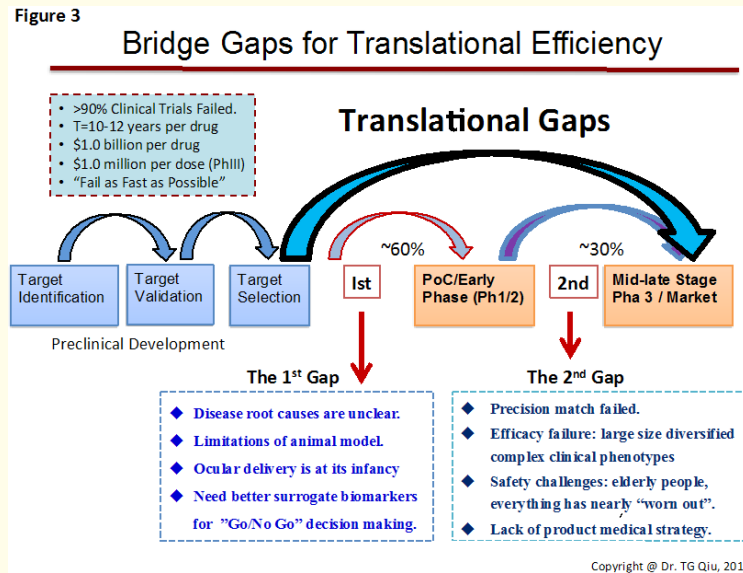 Figure 3
Bridge Gaps for Translational Efficiency
• >90% Clinical Trials Failed.
• T=10-12 years per drug
• $1.0 billion per drug
• $1.0 million per dose (PhIII)
• “Fail as Fast as Possible”
Translational Gaps
~60%
~30%
Target
Identification
Target
Validation
Target
Selection
Ist
PoC/Early
Phase (Ph1/2)
2nd
Mid-late Stage
Pha 3 / Market
Preclinical Development
The 1st Gap
◆ Disease root causes are unclear.
◆ Limitations of animal model.
◆ Ocular delivery is at its infancy
◆ Need better surrogate biomarkers
for ”Go/No Go” decision making.
The 2nd Gap
◆ Precision match failed.
◆ Efficacy failure: large size diversified
complex clinical phenotypes
◆ Safety challenges: elderly people,
everything has nearly “worn out”.
◆ Lack of product medical strategy.
Copyright @ Dr. TG Qiu,